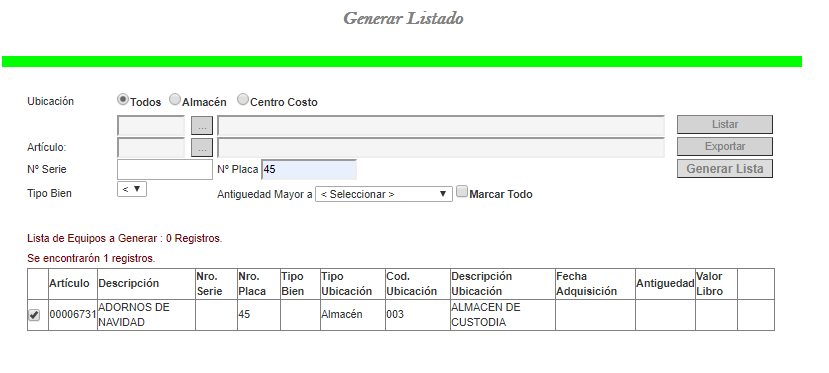 Generar Listado
Ubicación Todos Almacén Centro Costo
... Listar
Artículo: ... Exportar
Nº Serie Nº Placa 45 Generar Lista
Tipo Bien < Antiguedad Mayor a < Seleccionar > Marcar Todo
Lista de Equipos a Generar : 0 Registros.
Se encontrarón 1 registros.
Artículo Descripción Nro. Serie Nro. Placa Tipo Bien Tipo Ubicación Cod. Ubicación Descripción Ubicación Fecha Adquisición Antiguedad Valor Libro
00006731 ADORNOS DE NAVIDAD 45 Almacén 003 ALMACEN DE CUSTODIA